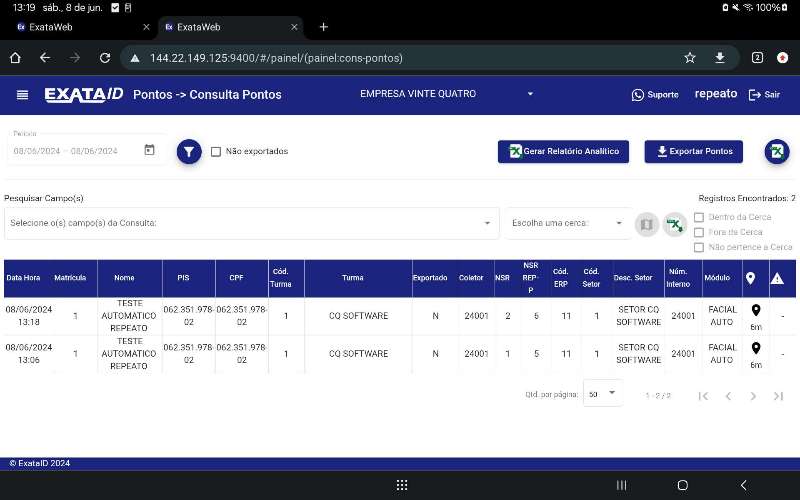 13:19 sáb., 8 de jun.
100%
ExataWeb
ExataWeb
144.22.149.125:9400/#/painel/(painel:cons-pontos)
2
EXATAID Pontos -> Consulta Pontos EMPRESA VINTE QUATRO Suporte repeato Sair
Período
08/06/2024 – 08/06/2024
Não exportados
Gerar Relatório Analítico
Exportar Pontos
Pesquisar Campo(s)
Registros Encontrados: 2
Selecione o(s) campo(s) da Consulta:
Escolha uma cerca:
Dentro da Cerca
Fora da Cerca
Não pertence a Cerca
Data Hora Matrícula Nome PIS CPF Cód. Turma Turma Exportado Coletor NSR NSR REP-P Cód. ERP Cód. Setor Desc. Setor Núm. Interno Módulo
08/06/2024 13:18 1 TESTE AUTOMATICO REPEATO 062.351.978-02 062.351.978-02 1 CQ SOFTWARE N 24001 2 6 11 1 SETOR CQ SOFTWARE 24001 FACIAL AUTO 6m -
08/06/2024 13:06 1 TESTE AUTOMATICO REPEATO 062.351.978-02 062.351.978-02 1 CQ SOFTWARE N 24001 1 5 11 1 SETOR CQ SOFTWARE 24001 FACIAL AUTO 6m -
Qtd. por página: 50 1 - 2 / 2
© ExataID 2024